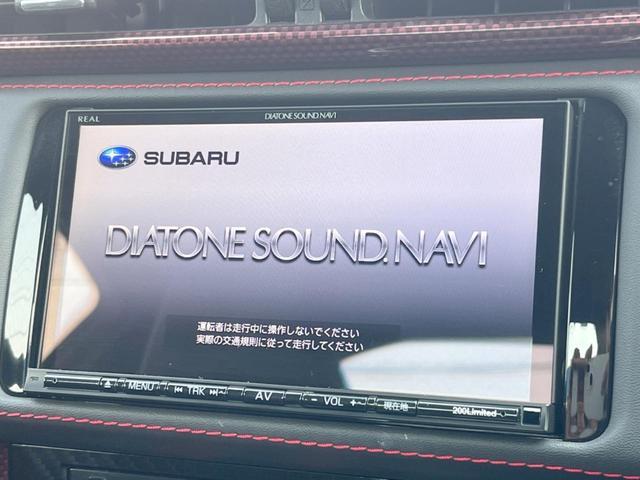 REAL
DIATONE SOUND.NAVI
SUBARU
DIATONE SOUND.NAVI
運転者は走行中に操作しないでください
実際の交通規則に従って走行してください
MENU TRK AV - VOL + 現在地 200Limited